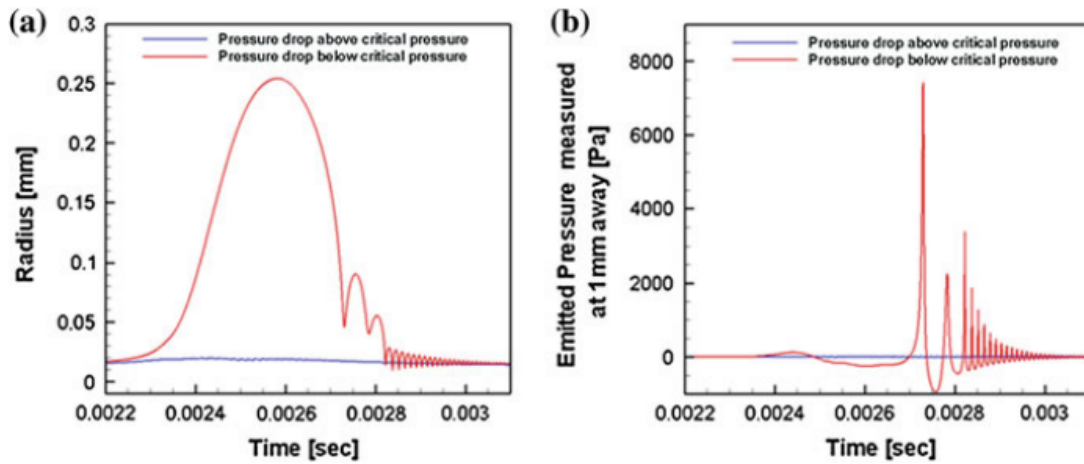 (a)
0.3
0.25
0.2
0.15
0.1
0.05
0
Radius [mm]
Pressure drop above critical pressure
Pressure drop below critical pressure
0.0022
0.0024
0.0026
0.0028
0.003
Time [sec]
(b)
8000
6000
4000
2000
0
Emitted Pressure measured
at 1mm away [Pa]
Pressure drop above critical pressure
Pressure drop below critical pressure
0.0022
0.0024
0.0026
0.0028
0.003
Time [sec]